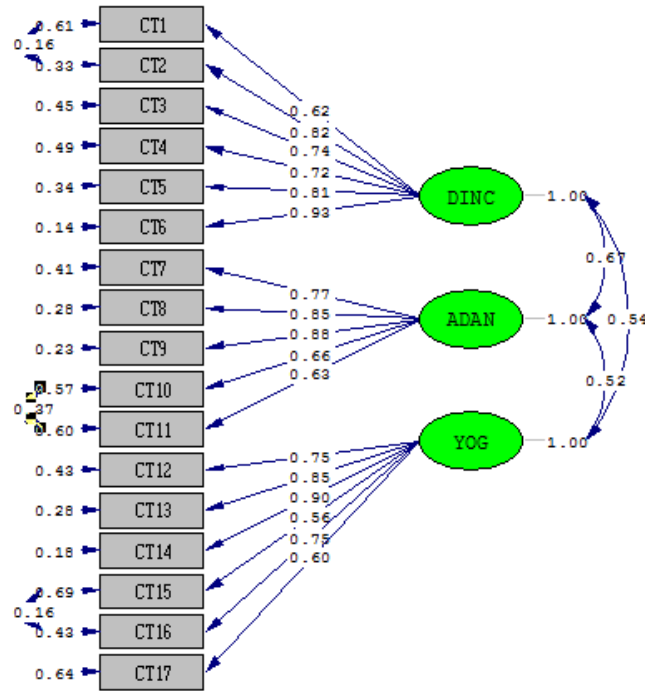 0.61 CT1
0.16
0.33 CT2
0.45 CT3
0.49 CT4
0.34 CT5
0.14 CT6
0.41 CT7
0.28 CT8
0.23 CT9
0.57 CT10
0.37
0.60 CT11
0.43 CT12
0.28 CT13
0.18 CT14
0.69 CT15
0.16
0.43 CT16
0.64 CT17
0.62
0.82
0.74
0.72
0.81
0.93
0.77
0.85
0.88
0.66
0.63
0.75
0.85
0.90
0.56
0.75
0.60
DINC 1.00
ADAN 1.00
YOG 1.00
0.67
0.54
0.52